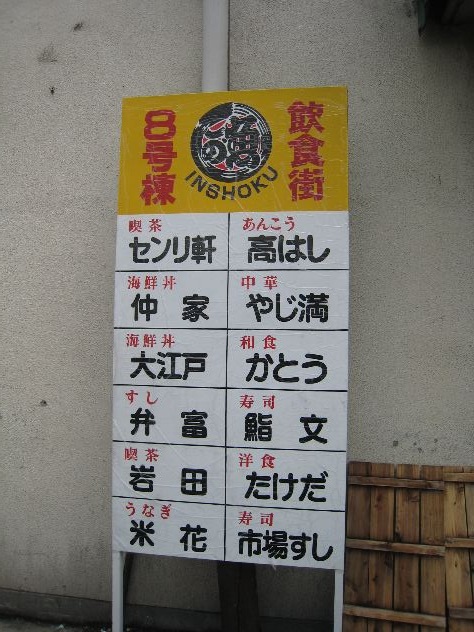 飲食街
INSHOKU
8号棟
喫茶
センリ軒
あんこう
高はし
海鮮丼
仲家
中華
やじ満
海鮮丼
大江戸
和食
かとう
すし
弁富
寿司
鮨文
喫茶
岩田
洋食
たけだ
うなぎ
米花
寿司
市場すし